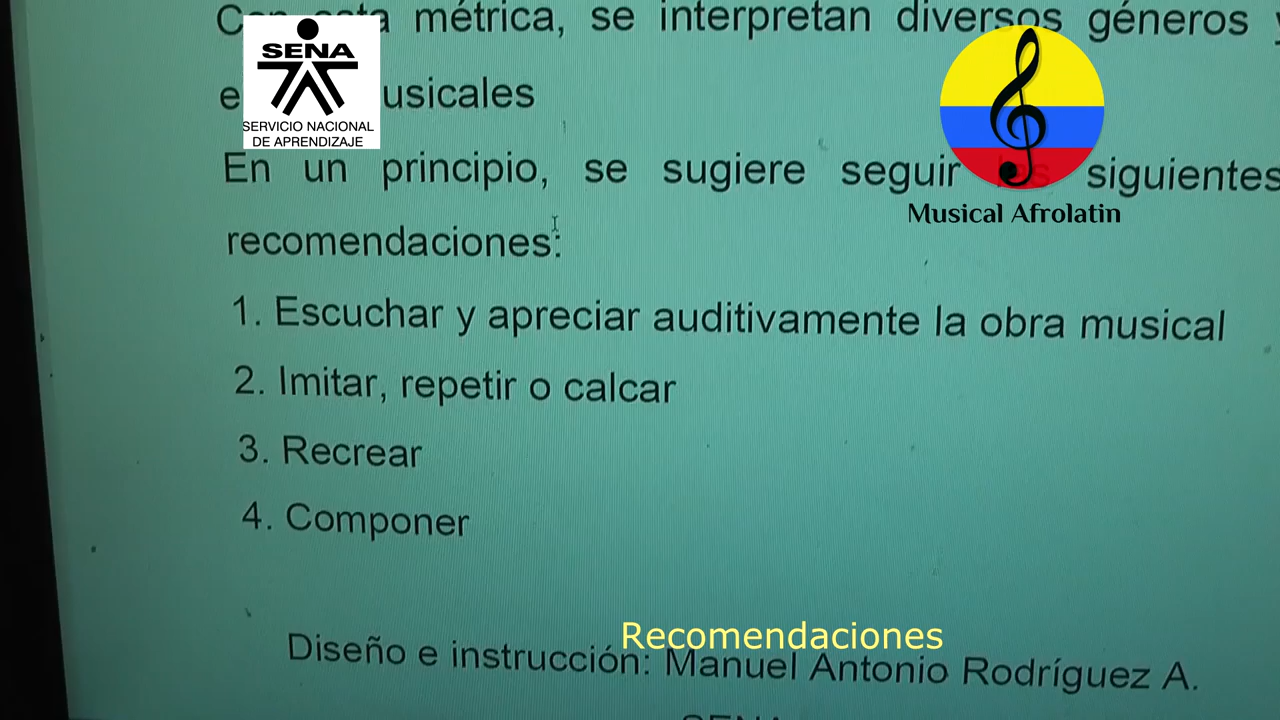 métrica, se interpretan diversos géneros y
usicales
SENA
SERVICIO NACIONAL
DE APRENDIZAJE
Musical Afrolatin
En un principio, se sugiere seguir siguientes
recomendaciones:
1. Escuchar y apreciar auditivamente la obra musical
2. Imitar, repetir o calcar
3. Recrear
4. Componer
Recomendaciones
Diseño e instrucción: Manuel Antonio Rodríguez A.